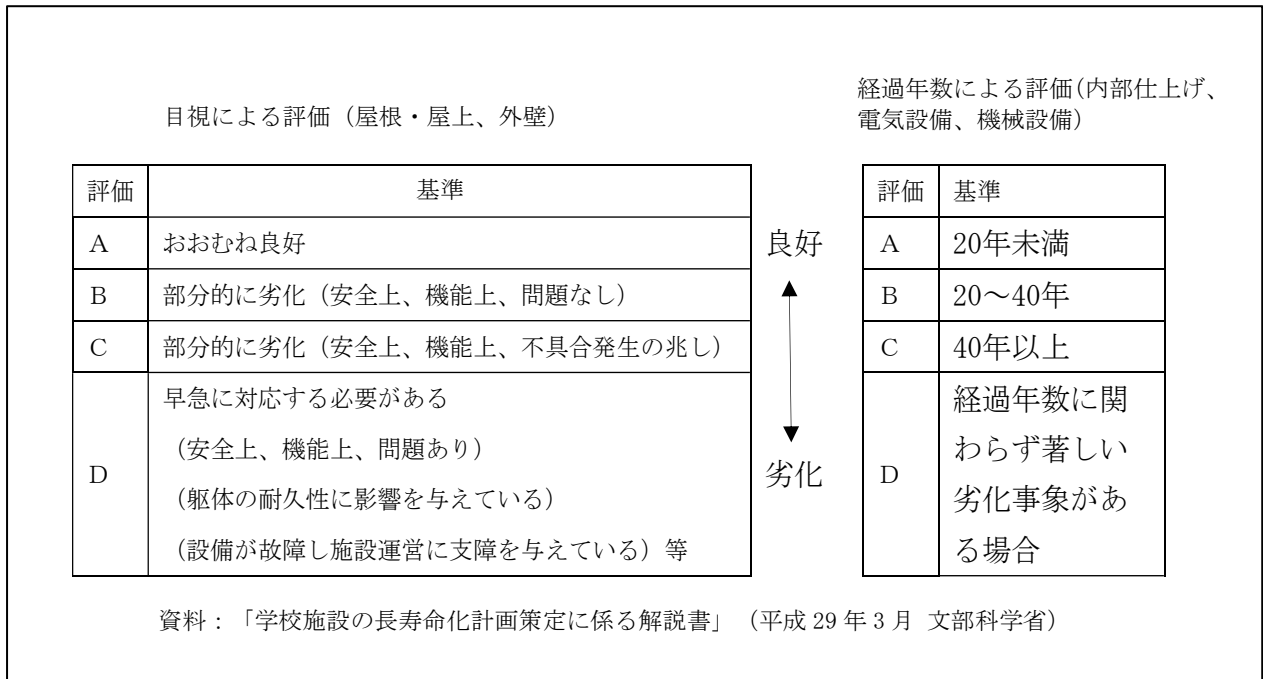 目視による評価（屋根・屋上、外壁）
評価 基準
A おおむね良好
B 部分的に劣化（安全上、機能上、問題なし）
C 部分的に劣化（安全上、機能上、不具合発生の兆し）
D 早急に対応する必要がある
（安全上、機能上、問題あり）
（躯体の耐久性に影響を与えている）
（設備が故障し施設運営に支障を与えている）等
良好
劣化
経過年数による評価（内部仕上げ、
電気設備、機械設備）
評価 基準
A 20年未満
B 20～40年
C 40年以上
D 経過年数に関
わらず著しい
劣化事象があ
る場合
資料：「学校施設の長寿命化計画策定に係る解説書」（平成 29 年 3 月 文部科学省）